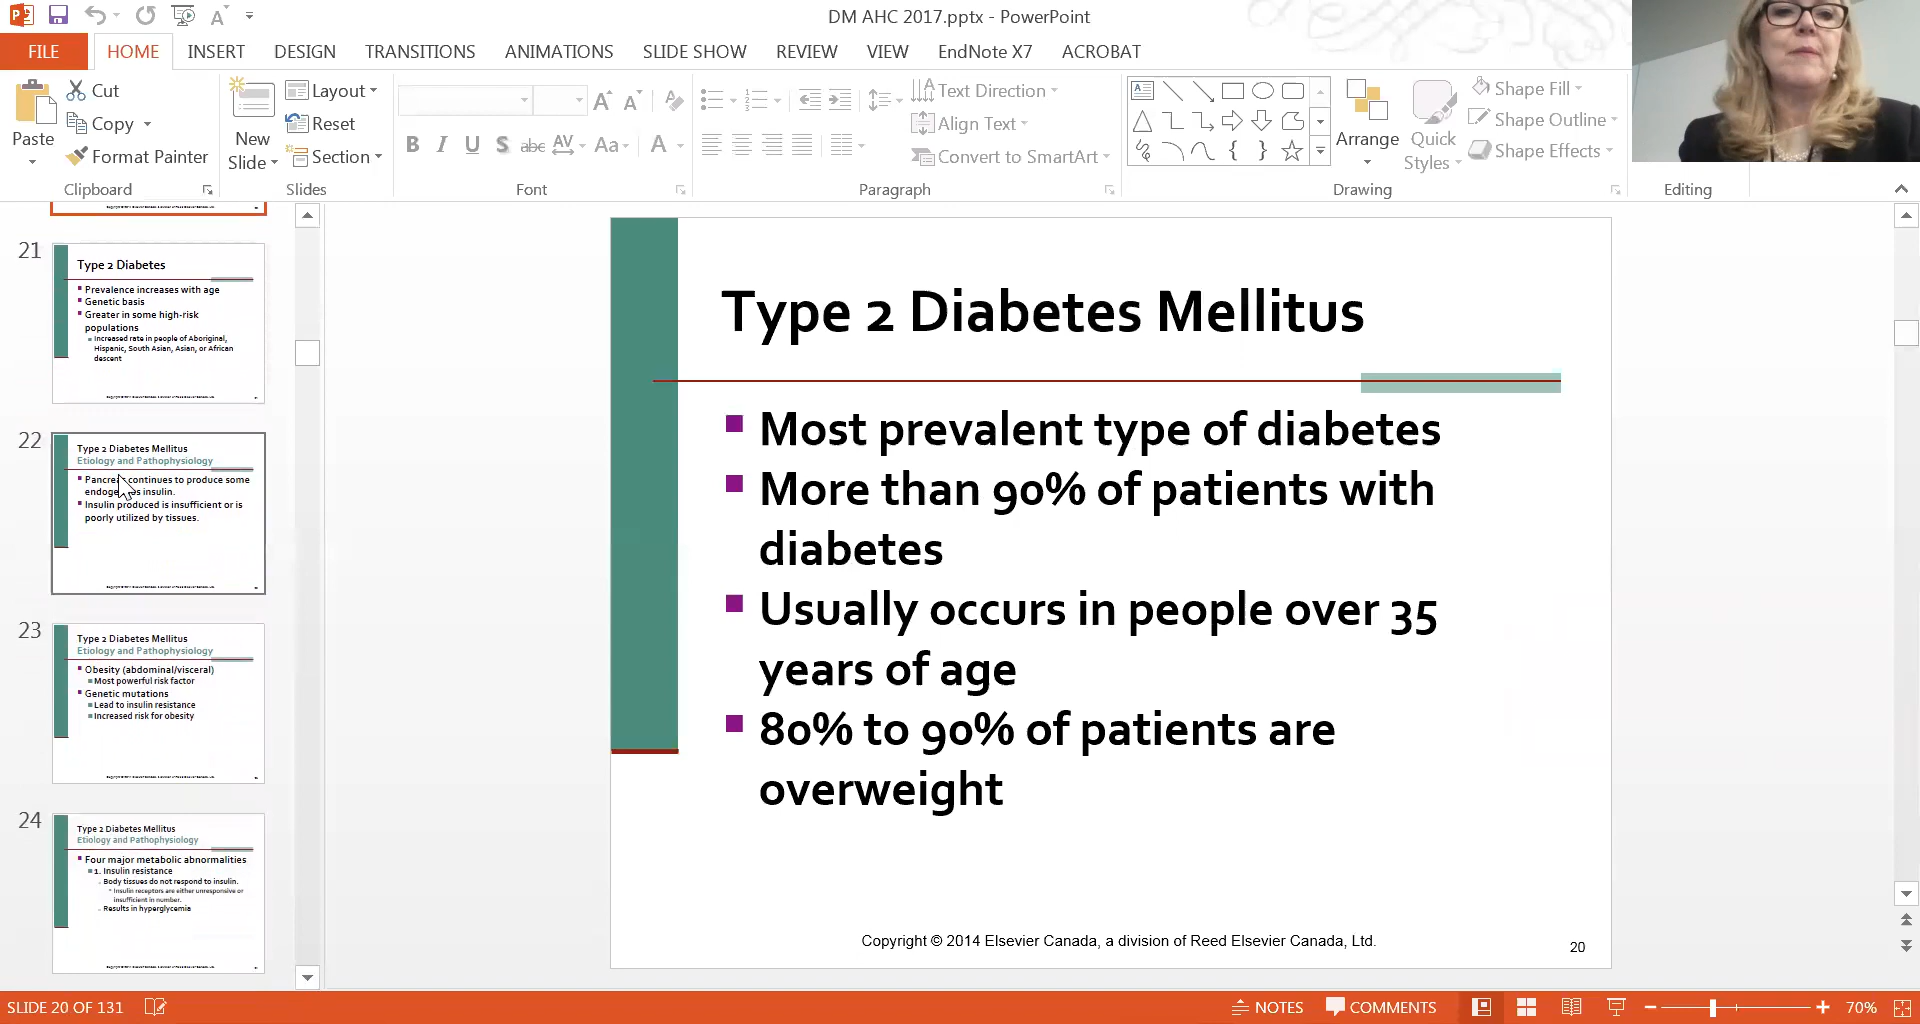 DM AHC 2017.pptx - PowerPoint
FILE HOME INSERT DESIGN TRANSITIONS ANIMATIONS SLIDE SHOW REVIEW VIEW EndNote X7 ACROBAT
Paste
Cut
Copy
Format Painter
Clipboard
New
Slide
Layout
Reset
Section
Slides
B I U S abc AV Aa A
Font
Text Direction
Align Text
Convert to SmartArt
Paragraph
Arrange
Quick
Styles
Shape Fill
Shape Outline
Shape Effects
Drawing
Editing
21
Type 2 Diabetes
Prevalence increases with age
Genetic basis
Greater in some high-risk
populations
Increased rate in people of Aboriginal,
Hispanic, South Asian, Asian, or African
descent
22
Type 2 Diabetes Mellitus
Etiology and Pathophysiology
continues to produce some
insulin.
Insulin produced is insufficient or is
poorly utilized by tissues.
23
Type 2 Diabetes Mellitus
Etiology and Pathophysiology
Obesity (abdominal/visceral)
Most powerful risk factor
Genetic mutations
Lead to insulin resistance
Increased risk for obesity
24
Type 2 Diabetes Mellitus
Etiology and Pathophysiology
Four major metabolic abnormalities
1. Insulin resistance
Body tissues do not respond to insulin.
Insulin receptors are either unresponsive or
insufficient in number.
Results in hyperglycemia
Type 2 Diabetes Mellitus
Most prevalent type of diabetes
More than 90% of patients with
diabetes
Usually occurs in people over 35
years of age
80% to 90% of patients are
overweight
Copyright © 2014 Elsevier Canada, a division of Reed Elsevier Canada, Ltd.
20
SLIDE 20 OF 131
NOTES
COMMENTS
70%